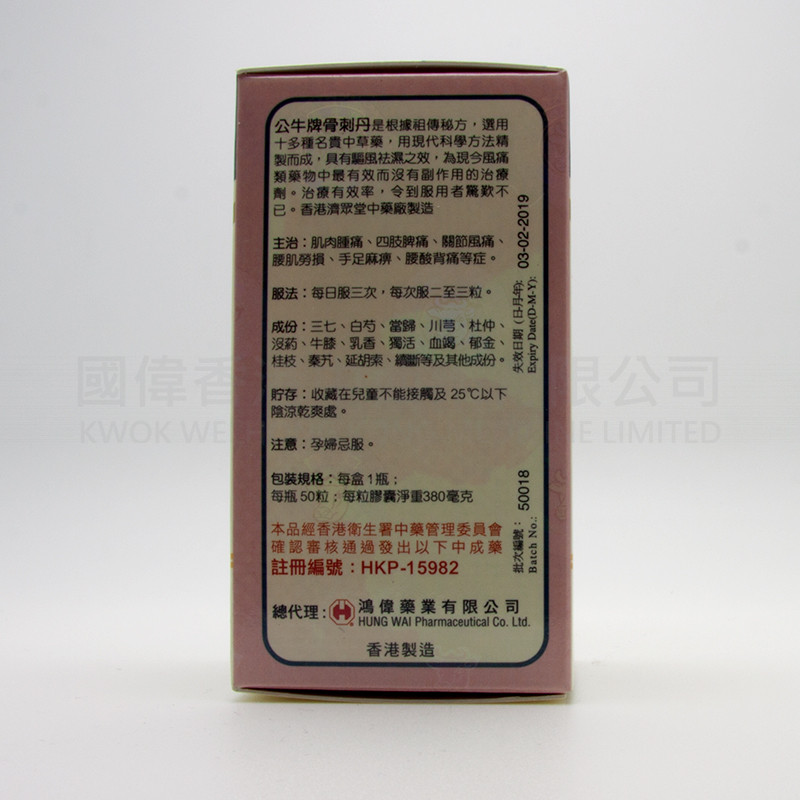 公牛牌骨刺丹是根據祖傳秘方，選用
十多種名貴中草藥，用現代科學方法精
製而成，具有驅風祛濕之效，為現今風痛
類藥物中最有效而沒有副作用的治療
劑。治療有效率，令到服用者驚歎不
已。香港濟眾堂中藥廠製造
主治：肌肉腫痛、四肢脾痛、關節風痛、
腰肌勞損、手足麻痹、腰酸背痛等症。
服法：每日服三次，每次服二至三粒。
成份：三七、白芍、當歸、川芎、杜仲、
沒葯、牛膝、乳香、獨活、血竭、郁金、
桂枝、秦艽、延胡索、續斷等及其他成份。
貯存：收藏在兒童不能接觸及 25℃以下
陰涼乾爽處。
注意：孕婦忌服。
包裝規格：每盒1瓶；
每瓶50粒；每粒膠囊淨重380毫克
本品經香港衛生署中藥管理委員會
確認審核通過發出以下中成藥
註冊編號：HKP-15982
總代理：鴻偉藥業有限公司
HUNG WAI Pharmaceutical Co. Ltd.
香港製造
失效日期（日-月-年）: 03-02-2019
Expiry Date(D-M-Y):
批次編號： 50018
Batch No.:
國偉香 限公司
KWOK WE NE LIMITED